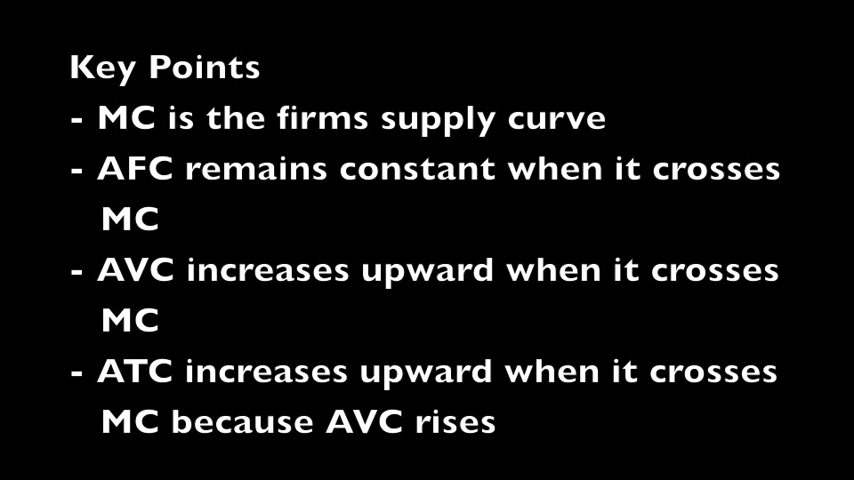 Key Points
- MC is the firms supply curve
- AFC remains constant when it crosses
MC
- AVC increases upward when it crosses
MC
- ATC increases upward when it crosses
MC because AVC rises